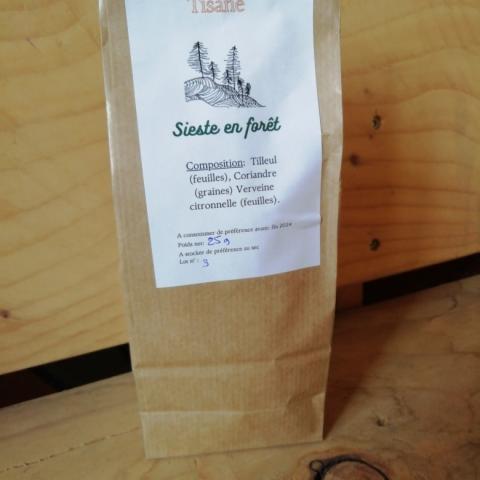 Tisane
Sieste en forêt
Composition: Tilleul
(feuilles), Coriandre
(graines) Verveine
citronnelle (feuilles).
A consommer de préférence avant: fin 2024
Poids net: 25 g
A stocker de préférence au sec
Lot n° : 3